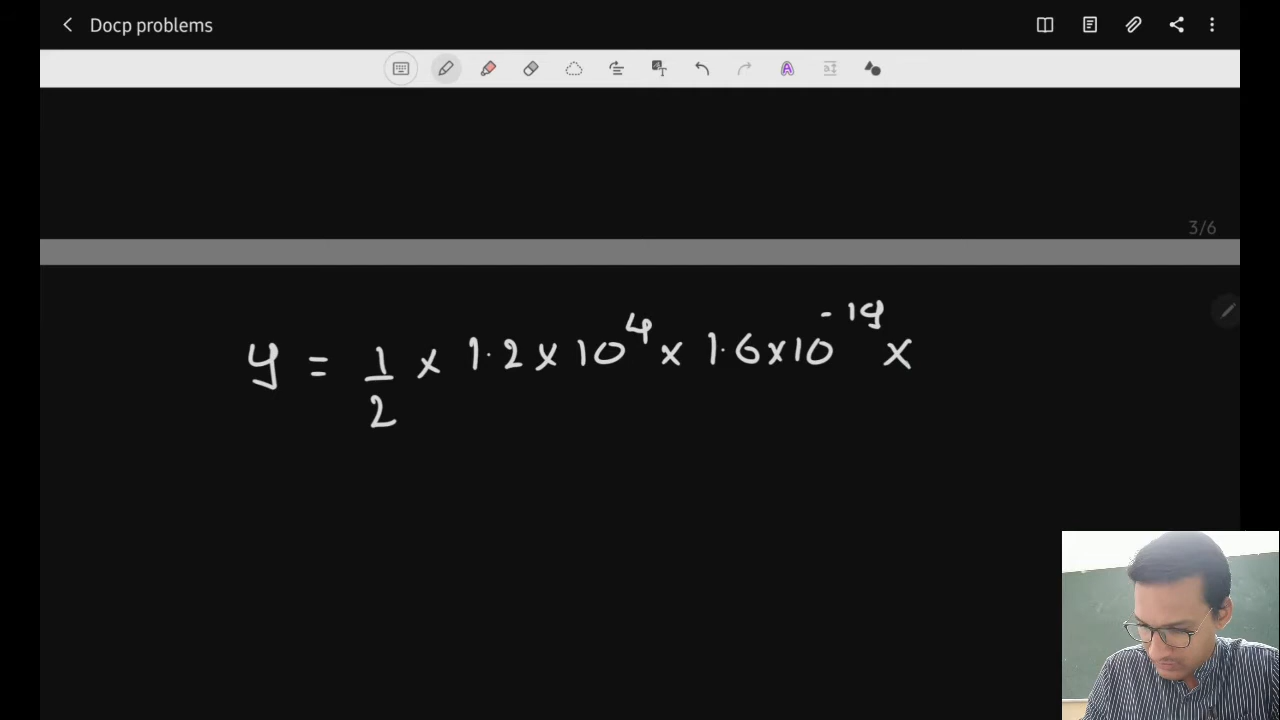 Docp problems
3/6
y = 1/2 x 1.2 x 10^4 x 1.6 x 10^-19 x